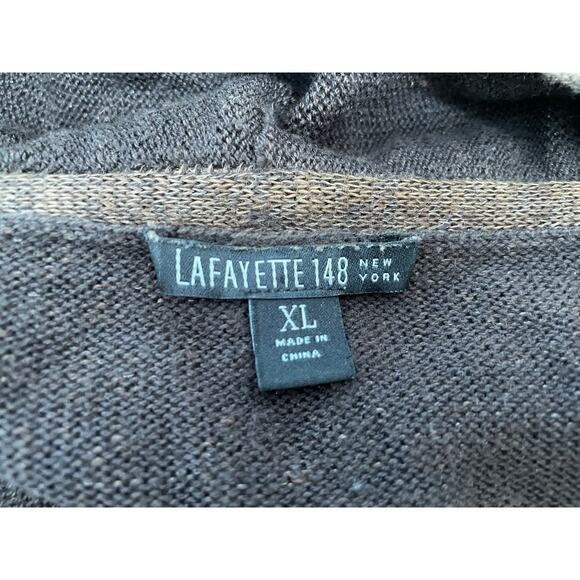 LAFAYETTE 148 NEW YORK
XL
MADE IN
CHINA